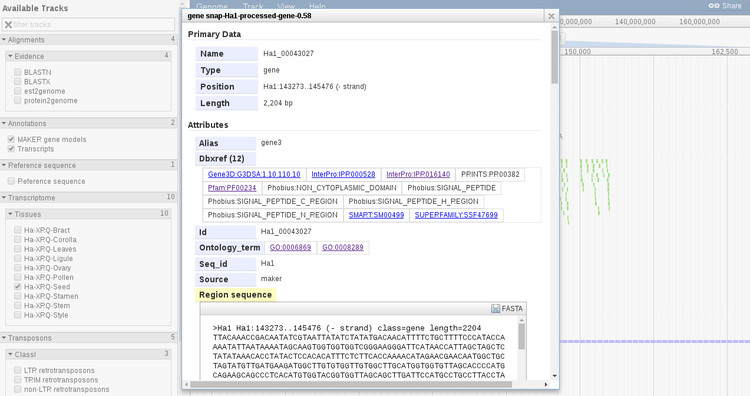 Available Tracks
filter tracks
Alignments 4
Evidence 4
BLASTN
BLASTX
est2genome
protein2genome
Annotations 2
MAKER gene models
Transcripts
Reference sequence 1
Reference sequence
Transcriptome 10
Tissues 10
Ha-XRQ-Bract
Ha-XRQ-Corolla
Ha-XRQ-Leaves
Ha-XRQ-Ligule
Ha-XRQ-Ovary
Ha-XRQ-Pollen
Ha-XRQ-Seed
Ha-XRQ-Stamen
Ha-XRQ-Stem
Ha-XRQ-Style
Transposons 5
ClassI 3
LTR retrotransposons
TRIM retrotransposons
non-LTR retrotransposons
Genome Track View Help
Share
140,000,000 160,000,000
150,000 162,500
gene snap-Ha1-processed-gene-0.58
Primary Data
Name Ha1_00043027
Type gene
Position Ha1:143273..145476 (- strand)
Length 2,204 bp
Attributes
Alias gene3
Dbxref (12)
Gene3D:G3DSA:1.10.110.10 InterPro:IPR000528 InterPro:IPR016140 PRINTS:PR00382
Pfam:PF00234 Phobius:NON_CYTOPLASMIC_DOMAIN Phobius:SIGNAL_PEPTIDE
Phobius:SIGNAL_PEPTIDE_C_REGION Phobius:SIGNAL_PEPTIDE_H_REGION
Phobius:SIGNAL_PEPTIDE_N_REGION SMART:SM00499 SUPERFAMILY:SSF47699
Id Ha1_00043027
Ontology_term GO:0006869 GO:0008289
Seq_id Ha1
Source maker
Region sequence
FASTA
>Ha1 Ha1:143273..145476 (- strand) class=gene length=2204
TTACAAACCGACAATATCGTAATTATATCTATATGACAACATTTTCTGCTTTTCCCATACCA
AAATATTAATAAAATAGCAAGTGGTGGTGGTCGGGAAGGGATTCATAACCATTAGCTAGCTC
TATATAAACACCTATACTCCACACATTTCTCTTCACCAAAACATAGAACGAACAATGGCTGC
TAGTATGTTGATGAAGATGGCTTGTGTGGTTGTGGCTTGCATGGTGGTGTTAGCACCCCATG
CAGAAGCAGCCCTCACATGTGGTACGGTGGTTAGCAGCTTGATTCCATGCCTGCCTTACCTA